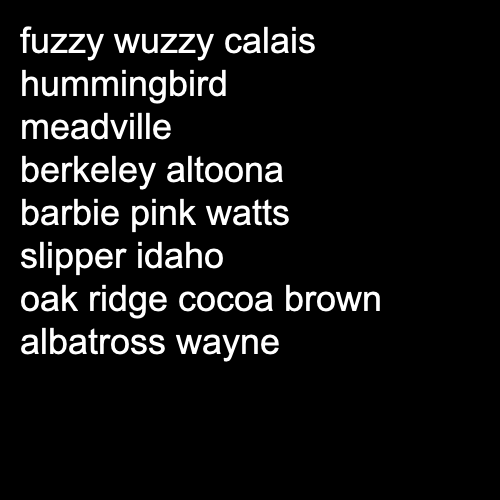 fuzzy wuzzy calais
hummingbird
meadville
berkeley altoona
barbie pink watts
slipper idaho
oak ridge cocoa brown
albatross wayne